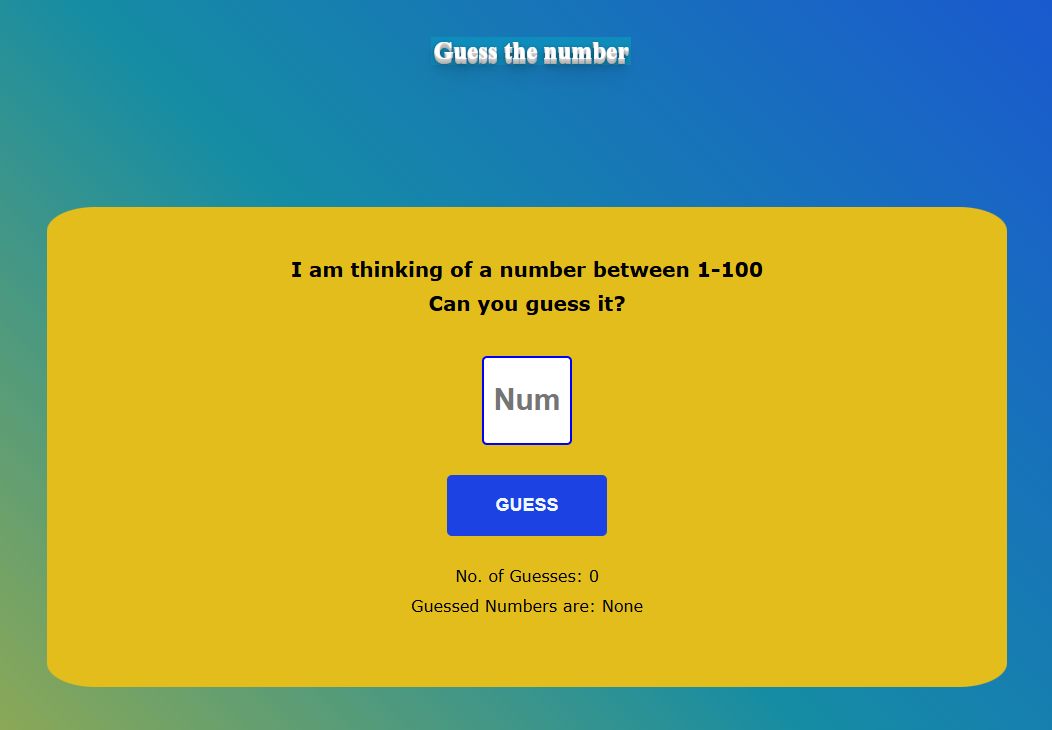 Guess the number
I am thinking of a number between 1-100
Can you guess it?
Num
GUESS
No. of Guesses: 0
Guessed Numbers are: None